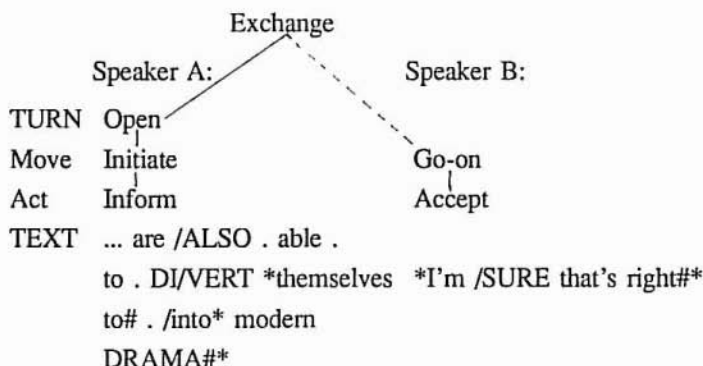 Exchange
Speaker A: Speaker B:
TURN Open
Move Initiate Go-on
Act Inform Accept
TEXT ... are /ALSO . able .
to . DI/VERT *themselves *I'm /SURE that's right#*
to# . /into* modern
DRAMA#*